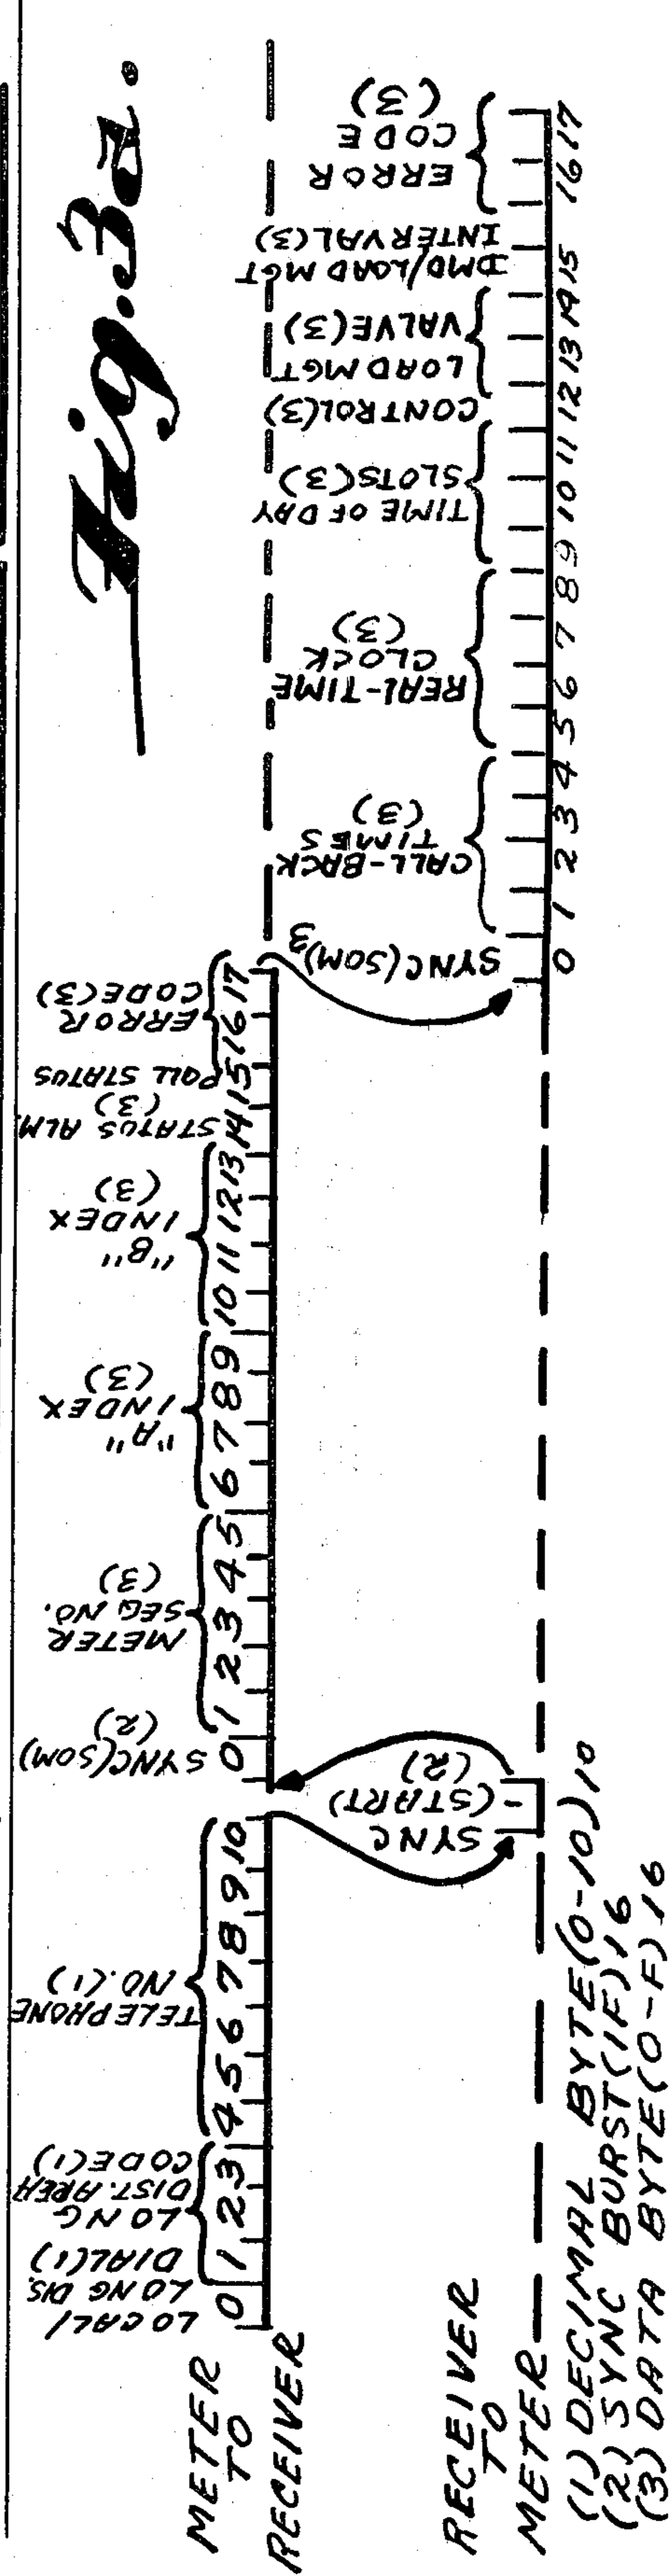 Fig. 3a.
METER
TO
RECEIVER
LOCAL/
LONG DIS.
DIAL(1)
LONG
DIST. AREA
CODE(1)
TELEPHONE
NO.(1)
0 1 2 3 4 5 6 7 8 9 10
SYNC(SOM)
(2)
METER
SEQ NO.
(3)
"A"
INDEX
(3)
"B"
INDEX
(3)
STATUS ALM
(3)
POLL STATUS
ERROR
CODE(3)
0 1 2 3 4 5 6 7 8 9 10 11 12 13 14 15 16 17
RECEIVER
TO
METER
SYNC
-(START)
(2)
SYNC(SOM)3
CALL-BACK
TIMES
(3)
REAL-TIME
CLOCK
(3)
TIME OF DAY
SLOTS(3)
CONTROL(3)
LOAD MGT
VALVE(3)
DMD/LOAD MGT
INTERVAL(3)
ERROR
CODE
(3)
0 1 2 3 4 5 6 7 8 9 10 11 12 13 14 15 16 17
(1) DECIMAL BYTE(0-10)10
(2) SYNC BURST(1F)16
(3) DATA BYTE(0-F)16